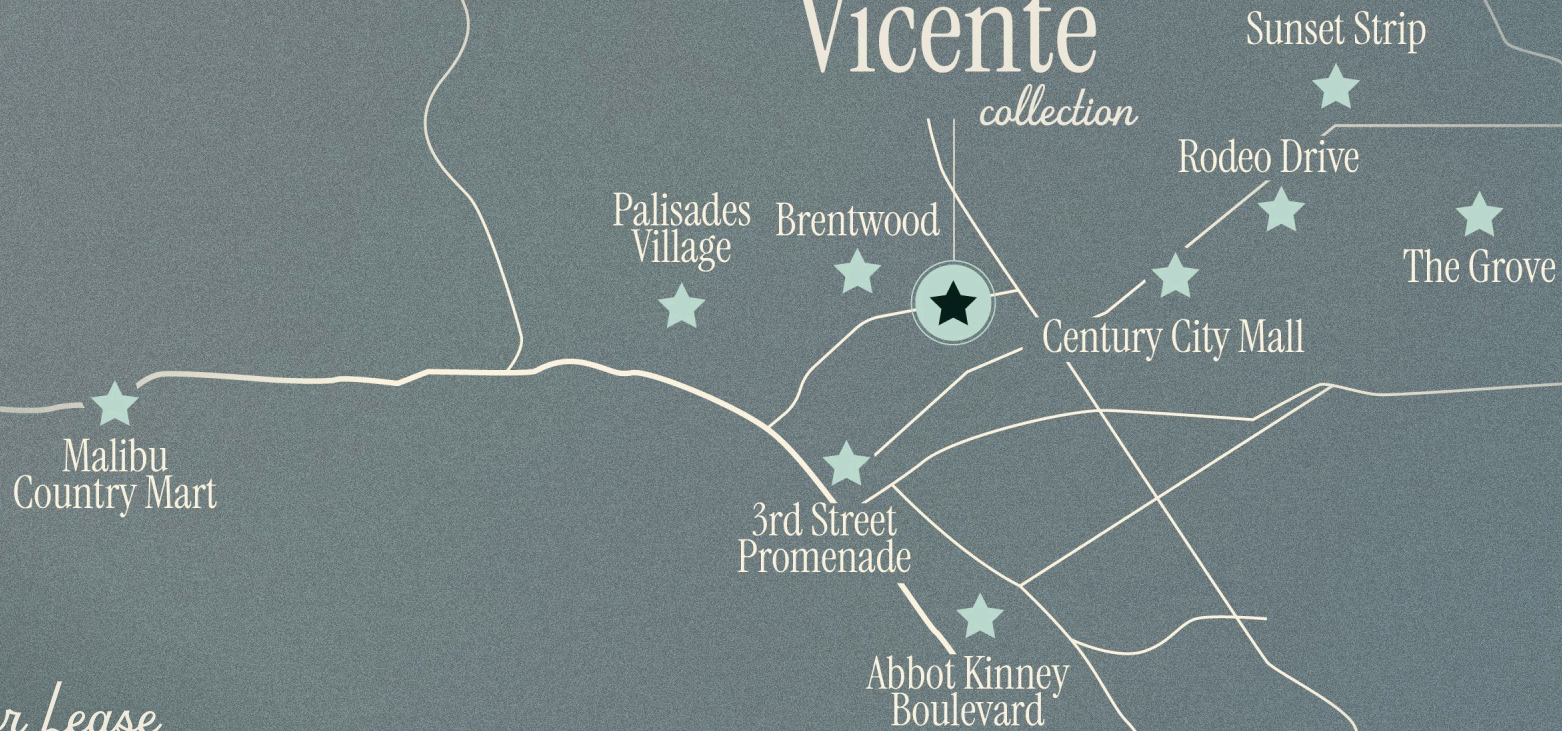 Vicente
collection
Sunset Strip
Rodeo Drive
Palisades
Village
Brentwood
The Grove
Century City Mall
Malibu
Country Mart
3rd Street
Promenade
Abbot Kinney
Boulevard
Lease